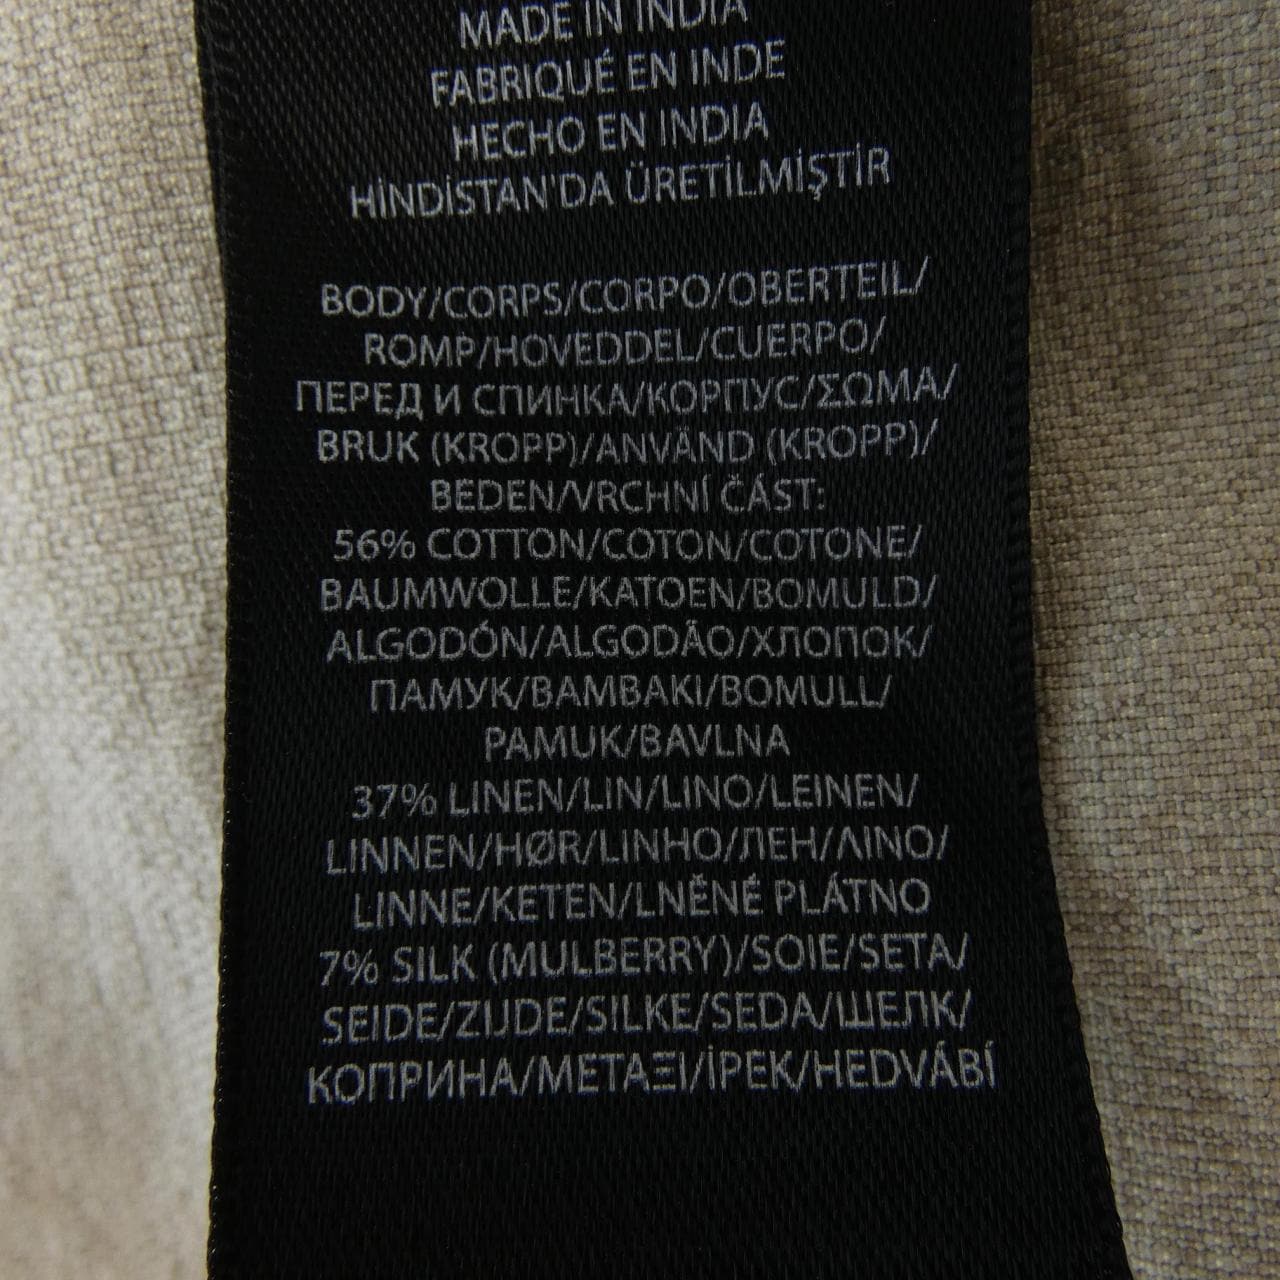 MADE IN INDIA
FABRIQUÉ EN INDE
HECHO EN INDIA
HİNDİSTAN'DA ÜRETİLMİŞTİR
BODY/CORPS/CORPO/OBERTEIL/
ROMP/HOVEDDEL/CUERPO/
ПЕРЕД И СПИНКА/КОРПУС/ΣΩΜΑ/
BRUK (KROPP)/ANVÄND (KROPP)/
BEDEN/VRCHNÍ ČÁST:
56% COTTON/COTON/COTONE/
BAUMWOLLE/KATOEN/BOMULD/
ALGODÓN/ALGODÃO/ХЛОПОК/
ПАМУК/BAMBAKI/BOMULL/
PAMUK/BAVLNA
37% LINEN/LIN/LINO/LEINEN/
LINNEN/HØR/LINHO/ЛЕН/ΛΙΝΟ/
LINNE/KETEN/LNĚNÉ PLÁTNO
7% SILK (MULBERRY)/SOIE/SETA/
SEIDE/ZIJDE/SILKE/SEDA/ШЕЛК/
КОПРИНА/ΜΕΤΑΞΙ/İPEK/HEDVÁBÍ